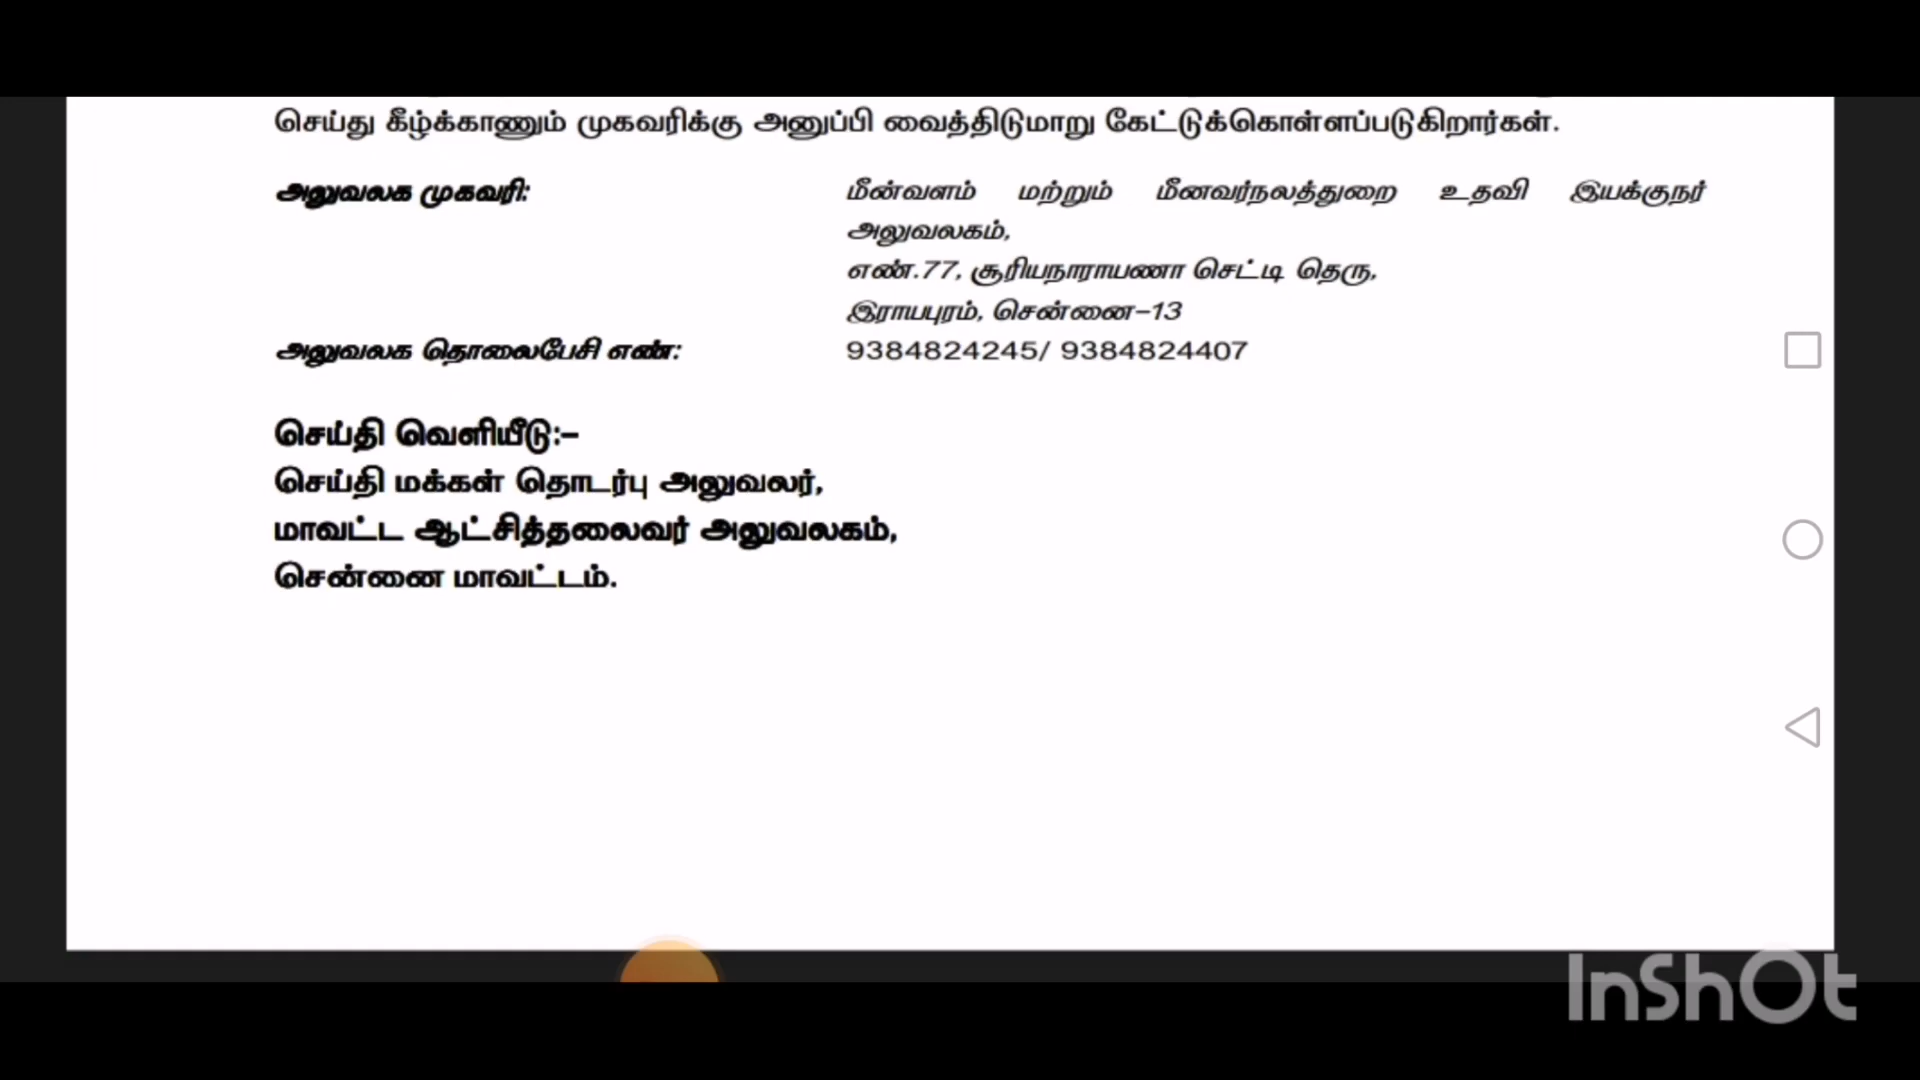 செய்து கீழ்க்காணும் முகவரிக்கு அனுப்பி வைத்திடுமாறு கேட்டுக்கொள்ளப்படுகிறார்கள்.
அலுவலக முகவரி: மீன்வளம் மற்றும் மீனவர்நலத்துறை உதவி இயக்குநர்
அலுவலகம்,
எண்.77, சூரியநாராயணா செட்டி தெரு,
இராயபுரம், சென்னை-13
அலுவலக தொலைபேசி எண்: 9384824245/ 9384824407
செய்தி வெளியீடு:-
செய்தி மக்கள் தொடர்பு அலுவலர்,
மாவட்ட ஆட்சித்தலைவர் அலுவலகம்,
சென்னை மாவட்டம்.
InShOt